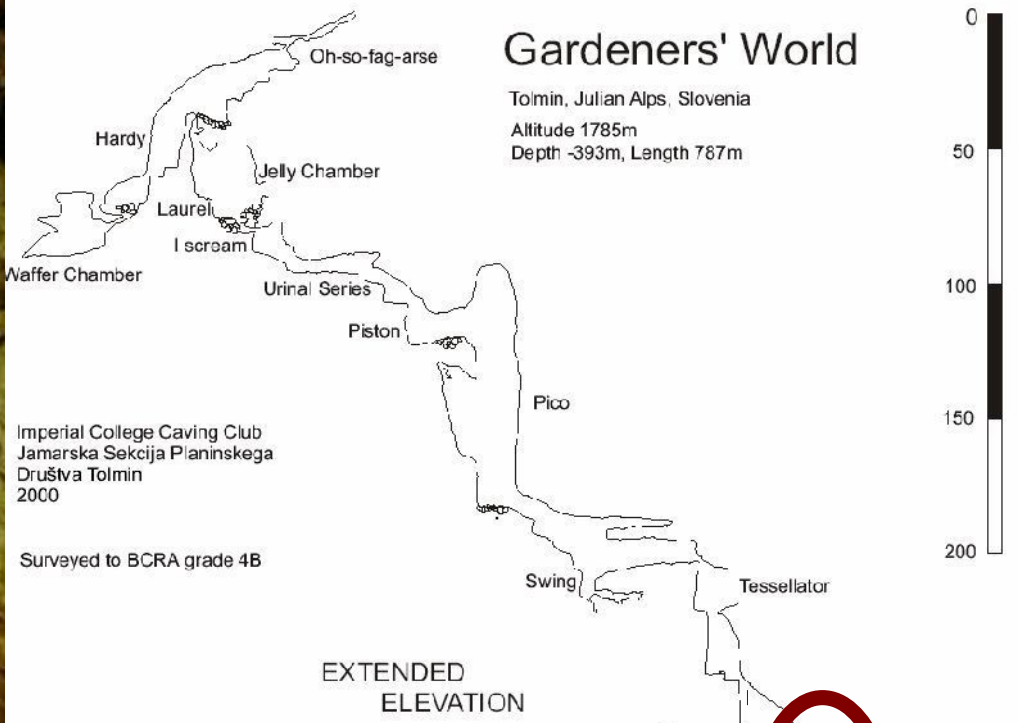 Gardeners' World
Tolmin, Julian Alps, Slovenia
Altitude 1785m
Depth -393m, Length 787m
0
50
100
150
200
Oh-so-fag-arse
Hardy
Jelly Chamber
Laurel
I scream
Waffer Chamber
Urinal Series
Piston
Pico
Imperial College Caving Club
Jamarska Sekcija Planinskega
Društva Tolmin
2000
Surveyed to BCRA grade 4B
Swing
Tessellator
EXTENDED
ELEVATION